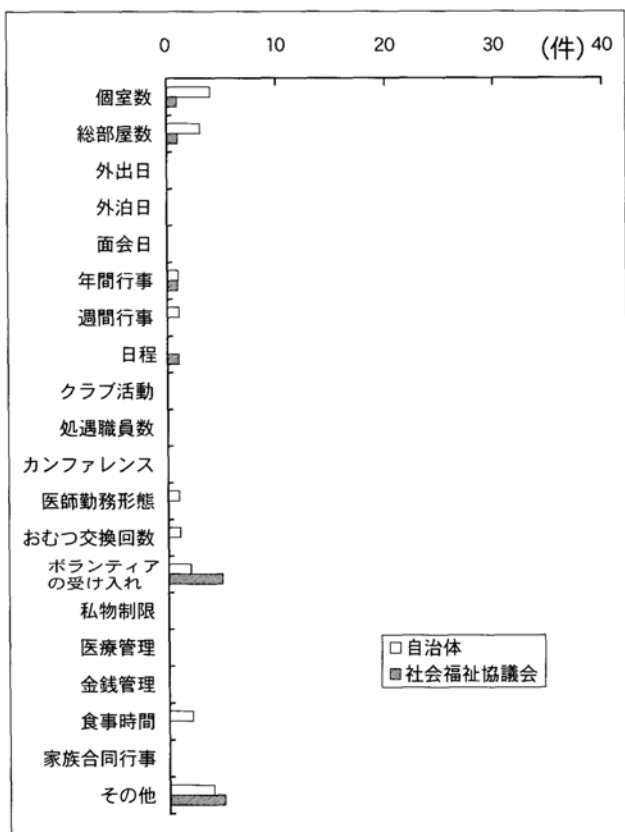 0 10 20 30 (件) 40
個室数
総部屋数
外出日
外泊日
面会日
年間行事
週間行事
日程
クラブ活動
処遇職員数
カンファレンス
医師勤務形態
おむつ交換回数
ボランティア
の受け入れ
私物制限
医療管理
金銭管理
食事時間
家族合同行事
その他
自治体
社会福祉協議会